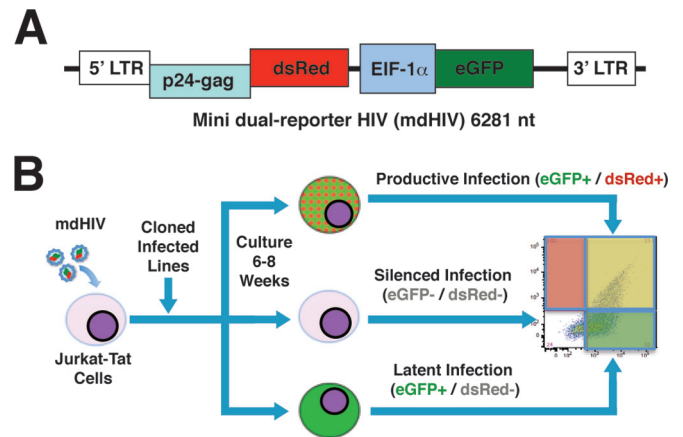 A
5' LTR
p24-gag
dsRed
EIF-1α
eGFP
3' LTR
Mini dual-reporter HIV (mdHIV) 6281 nt
B
mdHIV
Jurkat-Tat
Cells
Cloned
Infected
Lines
Culture
6-8
Weeks
Productive Infection (eGFP+ / dsRed+)
Silenced Infection
(eGFP- / dsRed-)
Latent Infection
(eGFP+ / dsRed-)